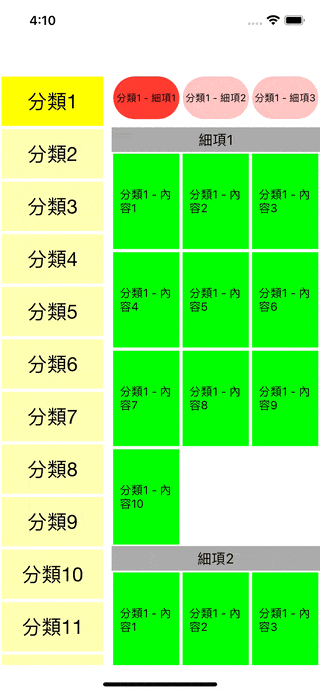 4:10
分類1
分類2
分類3
分類4
分類5
分類6
分類7
分類8
分類9
分類10
分類11
分類1 - 細項1
分類1 - 細項2
分類1 - 細項3
細項1
分類1 - 內
容1
分類1 - 內
容2
分類1 - 內
容3
分類1 - 內
容4
分類1 - 內
容5
分類1 - 內
容6
分類1 - 內
容7
分類1 - 內
容8
分類1 - 內
容9
分類1 - 內
容10
細項2
分類1 - 內
容1
分類1 - 內
容2
分類1 - 內
容3